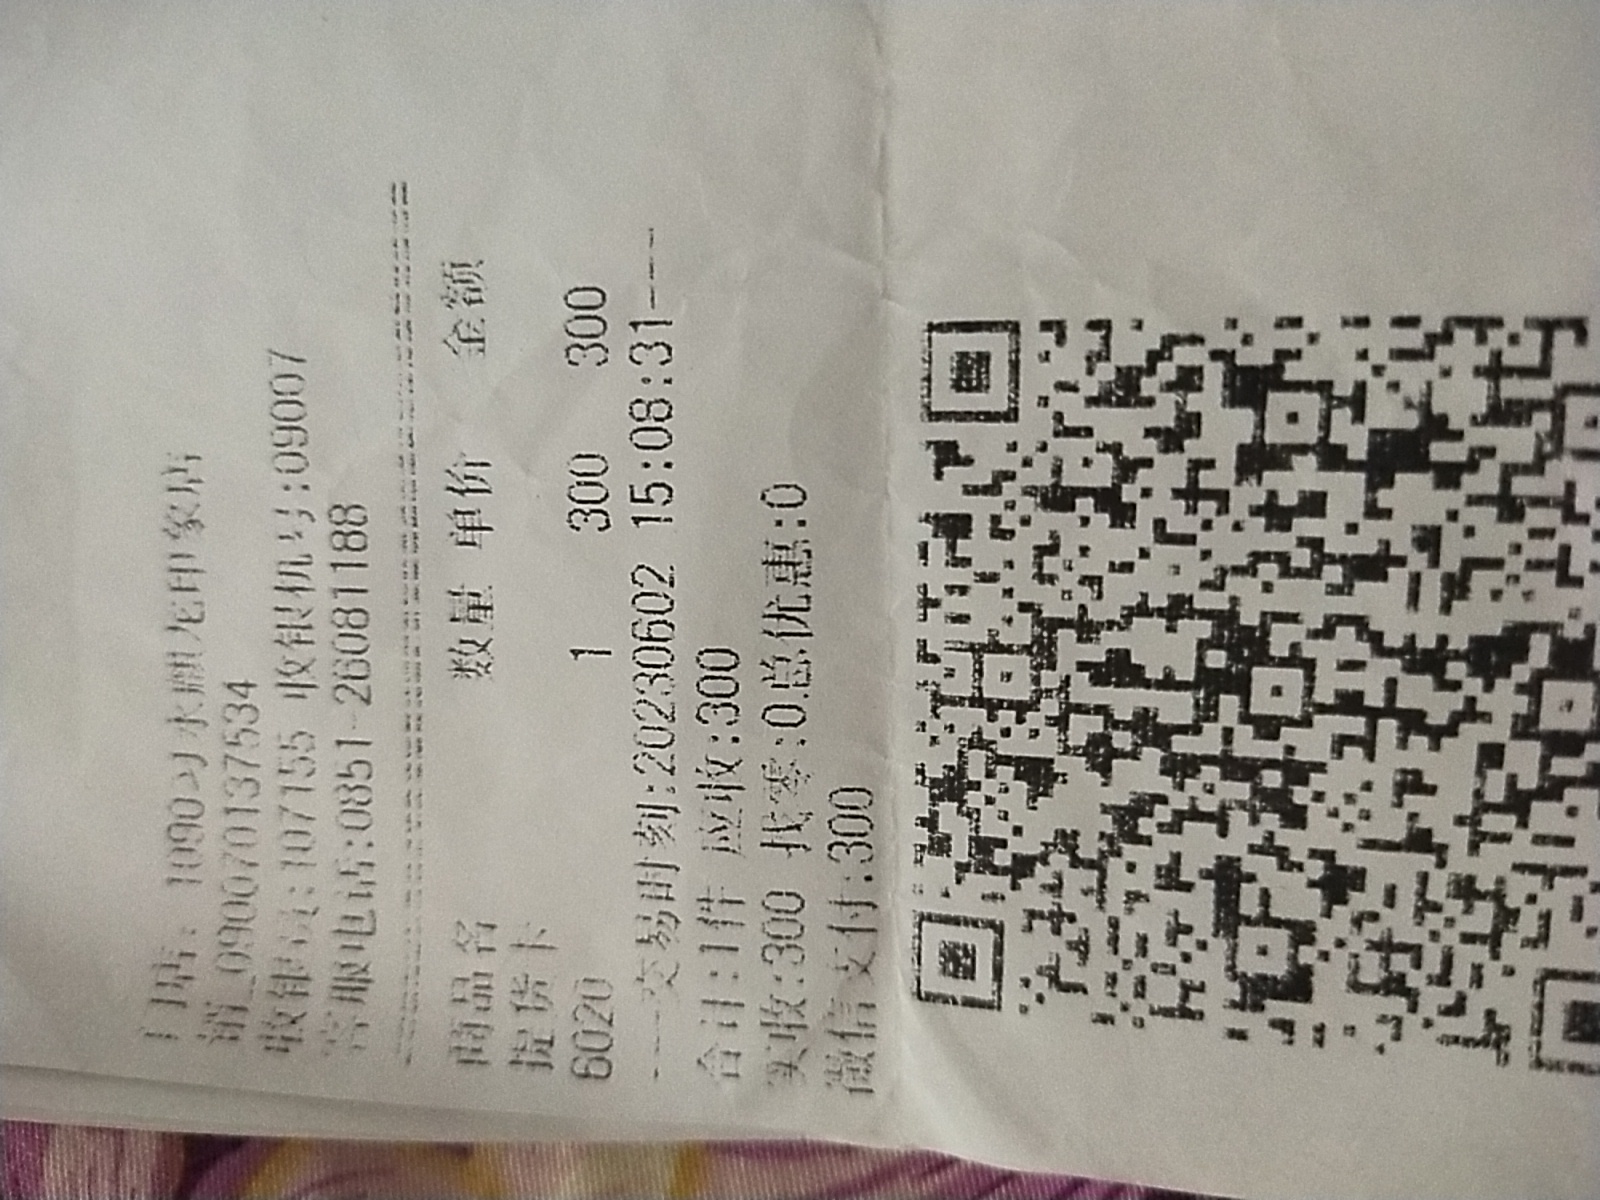 门店: 1090习水麒龙印象店
销_090070137534
收银员:107155 收银机号:09007
客服电话:0851-26081188
商品名 数量 单价 金额
提货卡
6020 1 300 300
---交易时刻:20230602 15:08:31---
合计:1件 应收:300
实收:300 找零:0.总优惠:0
微信支付:300